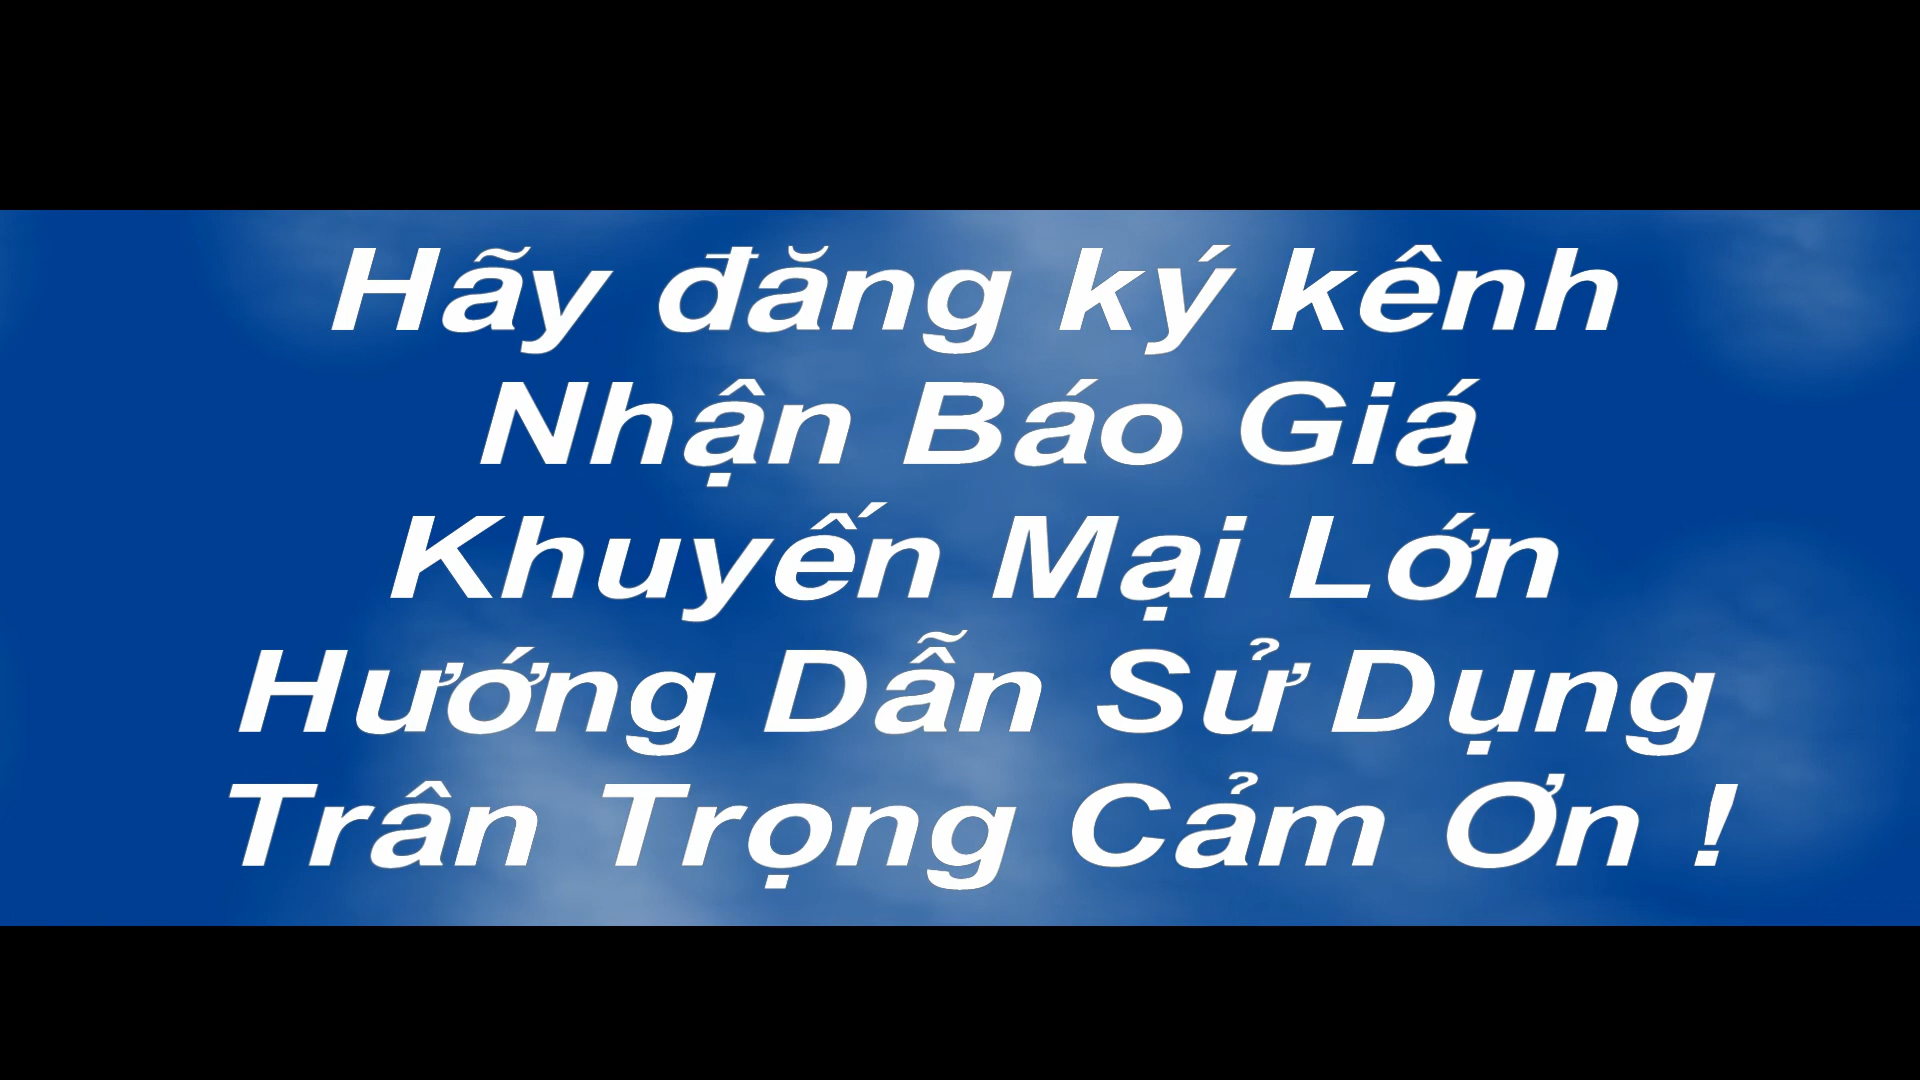 Hãy đăng ký kênh
Nhận Báo Giá
Khuyến Mại Lớn
Hướng Dẫn Sử Dụng
Trân Trọng Cảm Ơn !